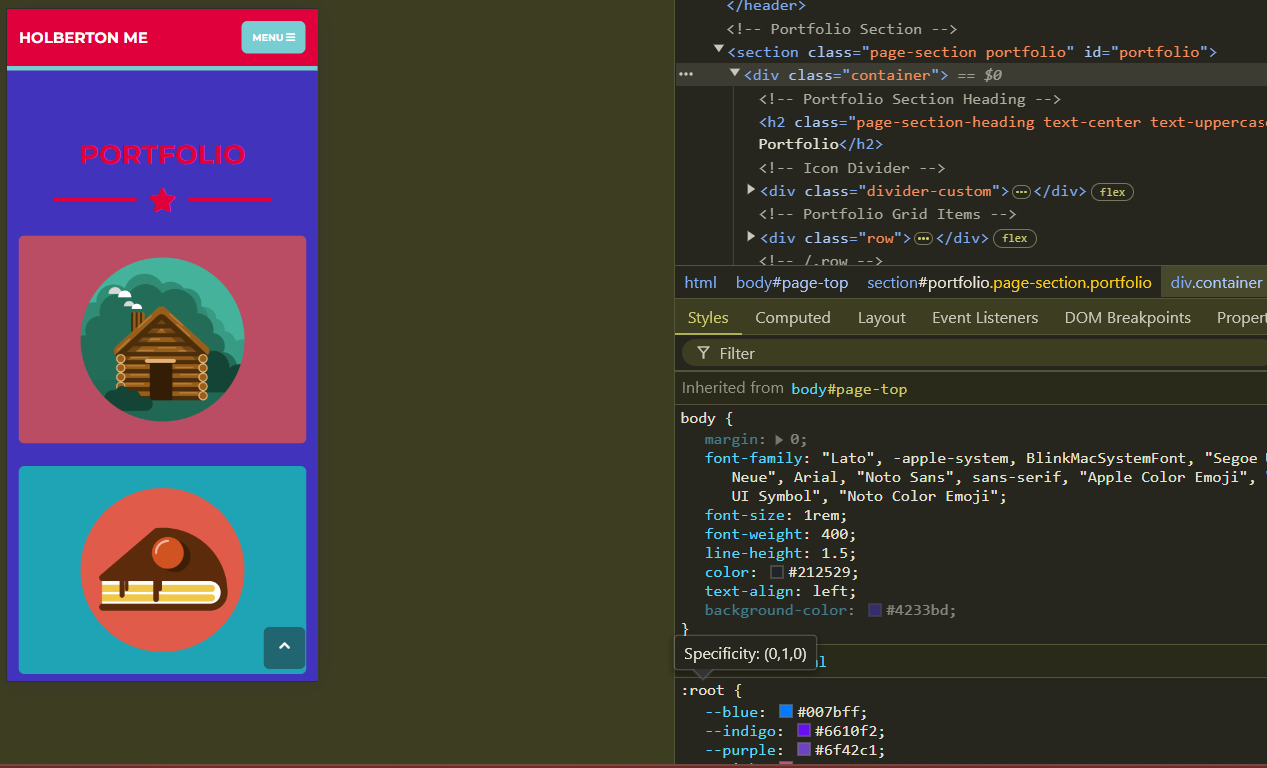 HOLBERTON ME
MENU
PORTFOLIO
</header>
<!-- Portfolio Section -->
<section class="page-section portfolio" id="portfolio">
<div class="container"> == $0
<!-- Portfolio Section Heading -->
<h2 class="page-section-heading text-center text-uppercase
Portfolio</h2>
<!-- Icon Divider -->
<div class="divider-custom"> </div> flex
<!-- Portfolio Grid Items -->
<div class="row"> </div> flex
<!-- /.row -->
html body#page-top section#portfolio.page-section.portfolio div.container
Styles Computed Layout Event Listeners DOM Breakpoints
Filter
Inherited from body#page-top
body {
margin: 0;
font-family: "Lato", -apple-system, BlinkMacSystemFont, "Segoe
Neue", Arial, "Noto Sans", sans-serif, "Apple Color Emoji",
UI Symbol", "Noto Color Emoji";
font-size: 1rem;
font-weight: 400;
line-height: 1.5;
color: #212529;
text-align: left;
background-color: #4233bd;
}
Specificity: (0,1,0)
:root {
--blue: #007bff;
--indigo: #6610f2;
--purple: #6f42c1;